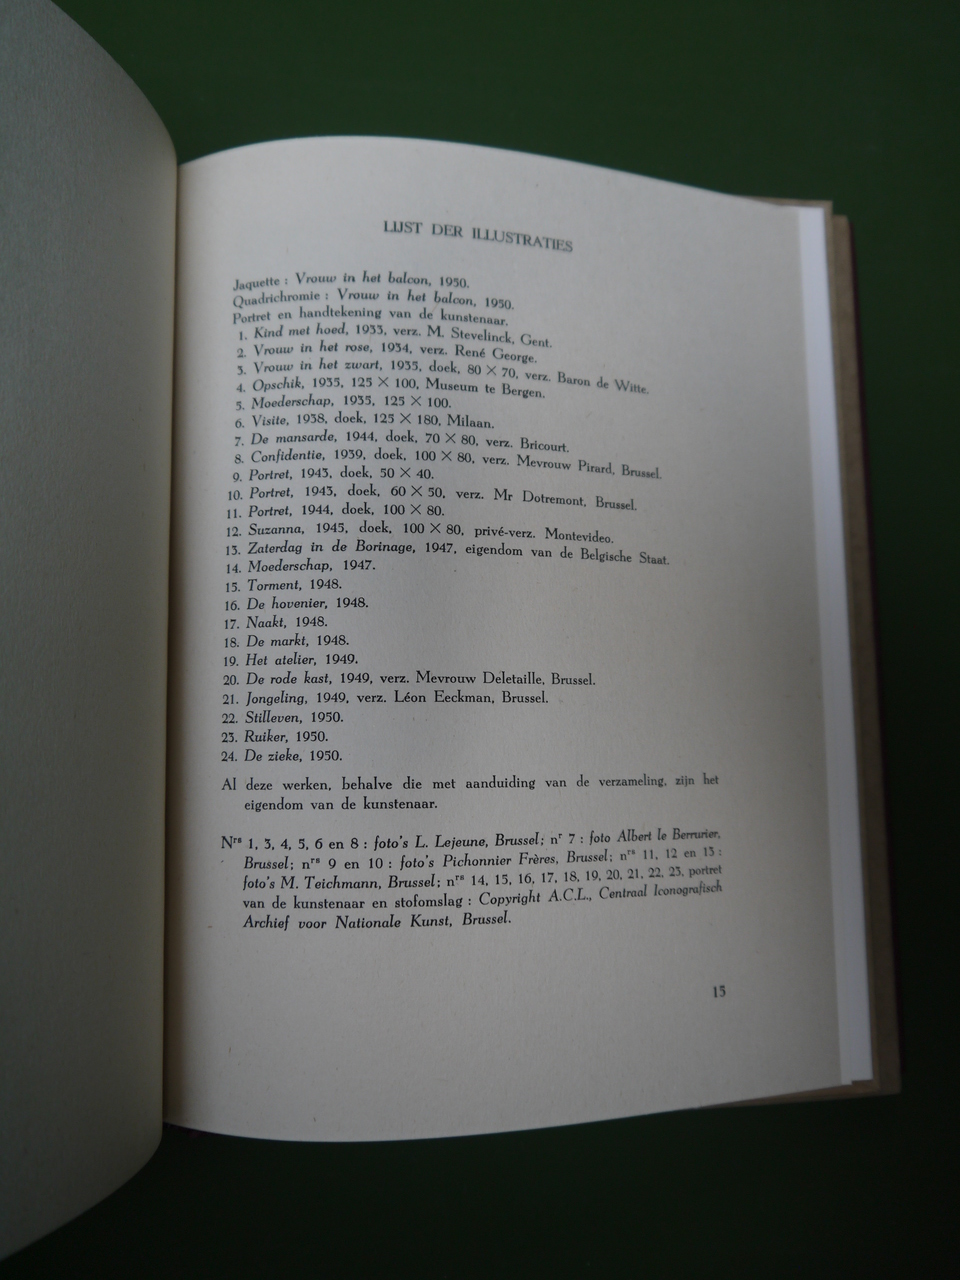 LIJST DER ILLUSTRATIES
Jaquette : Vrouw in het balcon, 1950.
Quadrichromie : Vrouw in het balcon, 1950.
Portret en handtekening van de kunstenaar.
1. Kind met hoed, 1933, verz. M. Stevelinck, Gent.
2. Vrouw in het rose, 1934, verz. René George.
3. Vrouw in het zwart, 1935, doek, 80 × 70, verz. Baron de Witte.
4. Opschik, 1935, 125 × 100, Museum te Bergen.
5. Moederschap, 1935, 125 × 100.
6. Visite, 1938, doek, 125 × 180, Milaan.
7. De mansarde, 1944, doek, 70 × 80, verz. Bricourt.
8. Confidentie, 1939, doek, 100 × 80, verz. Mevrouw Pirard, Brussel.
9. Portret, 1943, doek, 50 × 40.
10. Portret, 1943, doek, 60 × 50, verz. Mr Dotremont, Brussel.
11. Portret, 1944, doek, 100 × 80.
12. Suzanna, 1945, doek, 100 × 80, privé-verz. Montevideo.
13. Zaterdag in de Borinage, 1947, eigendom van de Belgische Staat.
14. Moederschap, 1947.
15. Torment, 1948.
16. De hovenier, 1948.
17. Naakt, 1948.
18. De markt, 1948.
19. Het atelier, 1949.
20. De rode kast, 1949, verz. Mevrouw Deletaille, Brussel.
21. Jongeling, 1949, verz. Léon Eeckman, Brussel.
22. Stilleven, 1950.
23. Ruiker, 1950.
24. De zieke, 1950.
Al deze werken, behalve die met aanduiding van de verzameling, zijn het
eigendom van de kunstenaar.
Nrs 1, 3, 4, 5, 6 en 8 : foto's L. Lejeune, Brussel; nr 7 : foto Albert le Berrurier,
Brussel; nrs 9 en 10 : foto's Pichonnier Frères, Brussel; nrs 11, 12 en 13 :
foto's M. Teichmann, Brussel; nrs 14, 15, 16, 17, 18, 19, 20, 21, 22, 23, portret
van de kunstenaar en stofomslag : Copyright A.C.L., Centraal Iconografisch
Archief voor Nationale Kunst, Brussel.
15